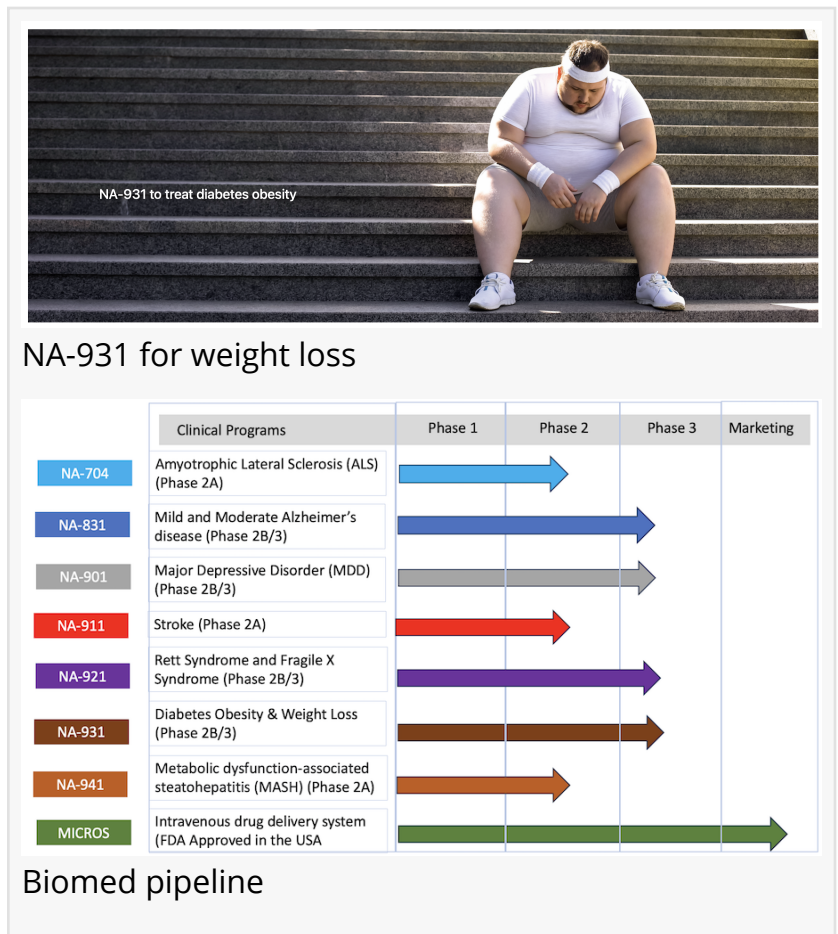 NA-931 to treat diabetes obesity
NA-931 for weight loss
Clinical Programs
Phase 1
Phase 2
Phase 3
Marketing
NA-704
Amyotrophic Lateral Sclerosis (ALS)
(Phase 2A)
NA-831
Mild and Moderate Alzheimer's
disease (Phase 2B/3)
NA-901
Major Depressive Disorder (MDD)
(Phase 2B/3)
NA-911
Stroke (Phase 2A)
NA-921
Rett Syndrome and Fragile X
Syndrome (Phase 2B/3)
NA-931
Diabetes Obesity & Weight Loss
(Phase 2B/3)
NA-941
Metabolic dysfunction-associated
steatohepatitis (MASH) (Phase 2A)
MICROS
Intravenous drug delivery system
(FDA Approved in the USA
Biomed pipeline